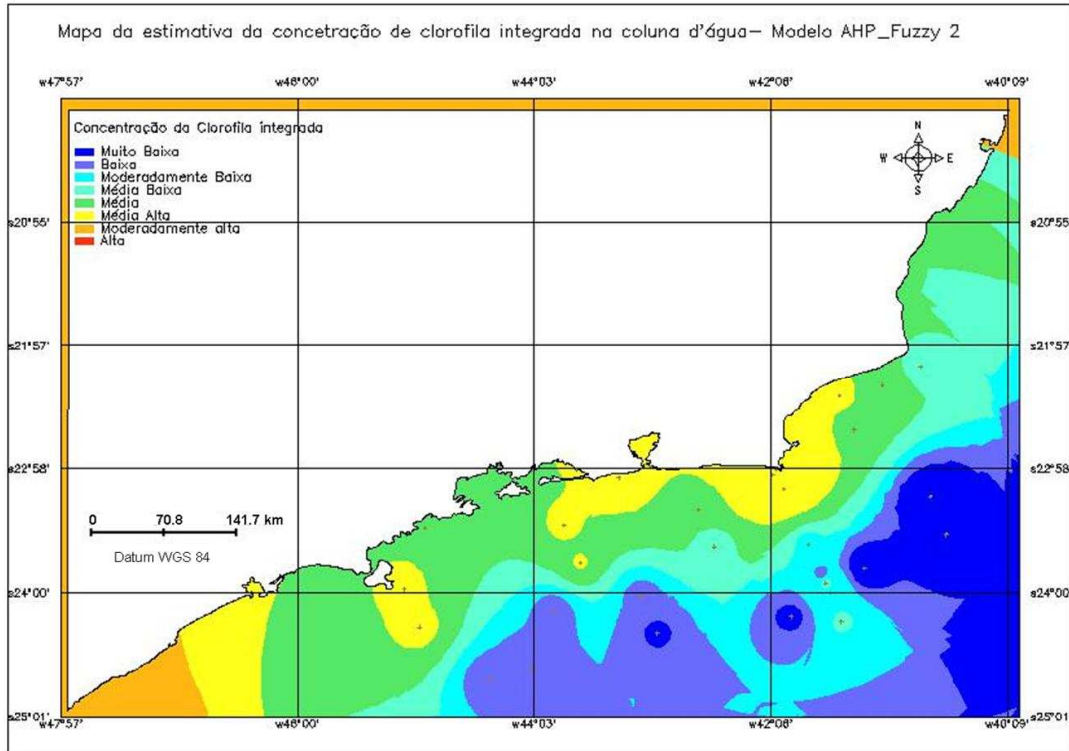 Mapa da estimativa da concetração de clorofila integrada na coluna d'água– Modelo AHP_Fuzzy 2
w47°57' w46°00' w44°03' w42°06' w40°09'
Concentração da Clorofila integrada
Muito Baixa
Baixa
Moderadamente Baixa
Média Baixa
Média
Média Alta
Moderadamente alta
Alta
N
W E
S
s20°55' s20°55'
s21°57' s21°57'
s22°58' s22°58'
0 70.8 141.7 km
Datum WGS 84
s24°00' s24°00'
s25°01' s25°01'
w47°57' w46°00' w44°03' w42°06' w40°09'